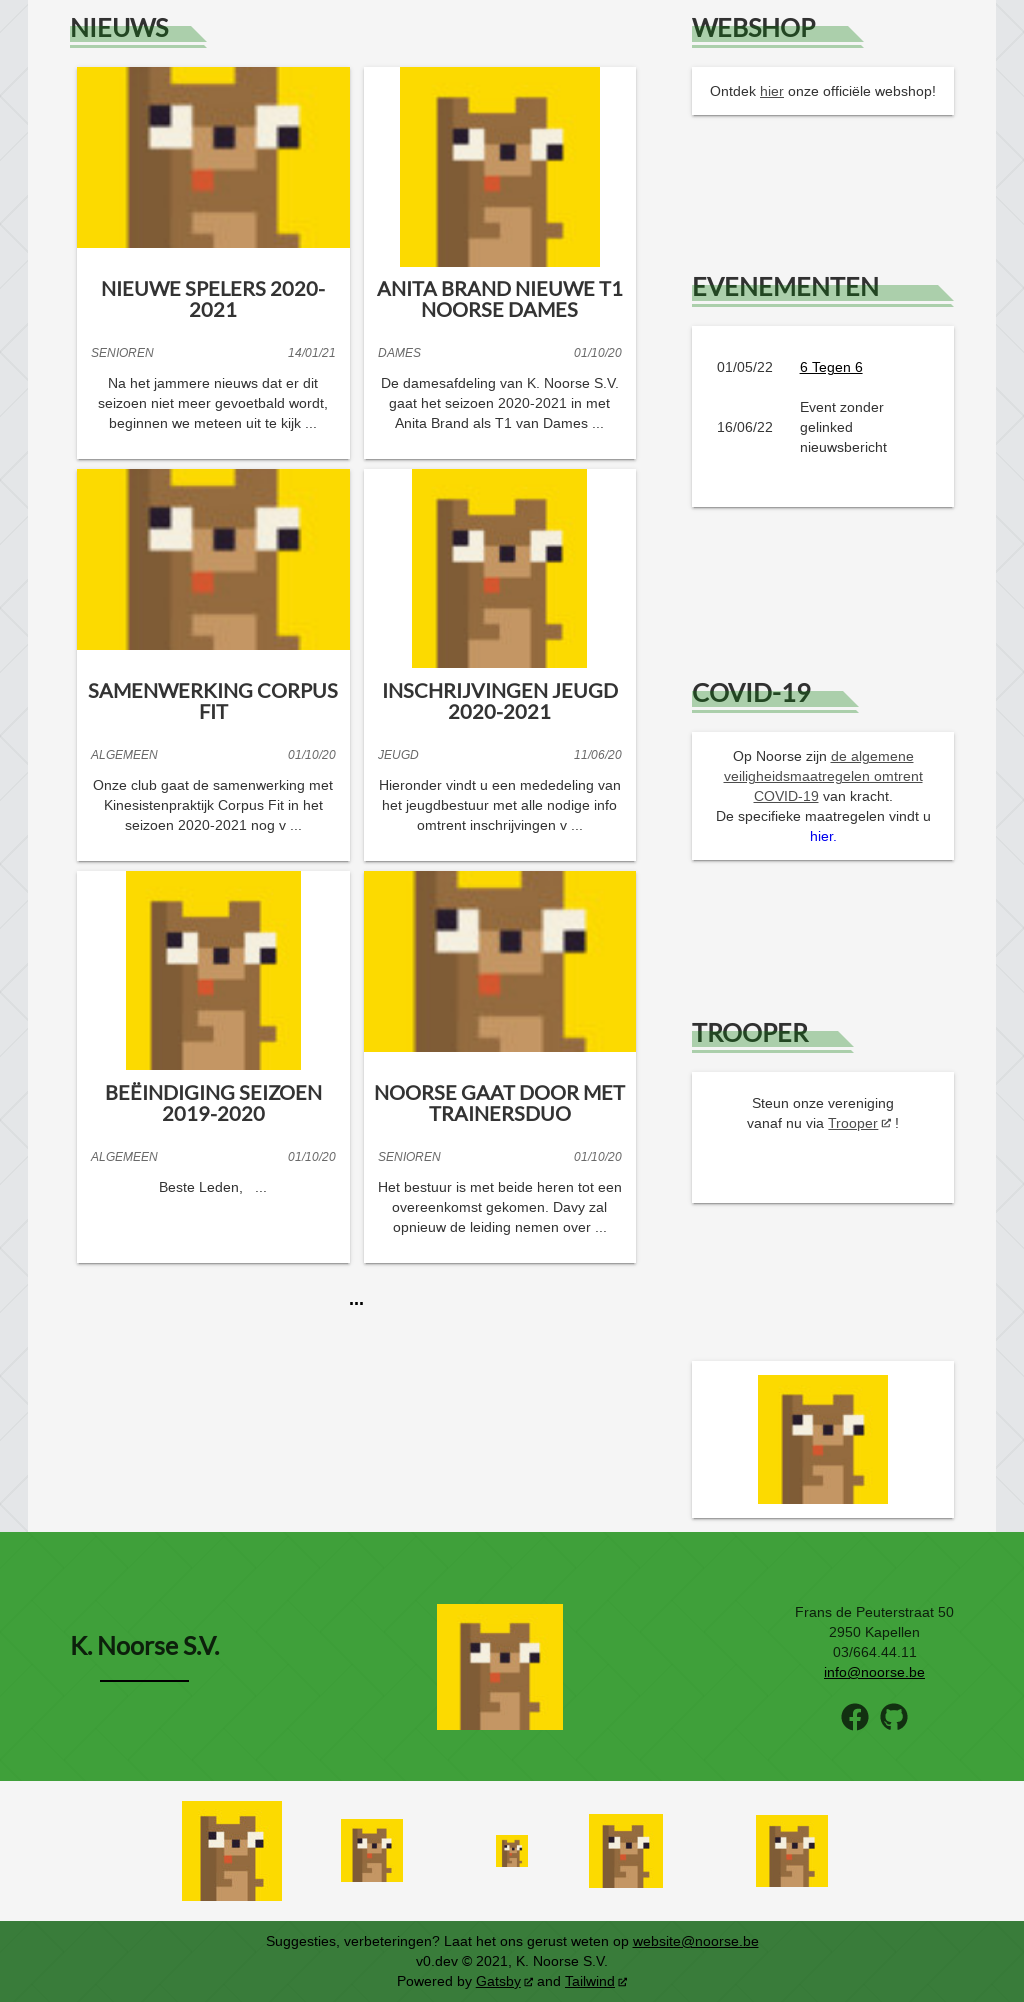 NIEUWS
NIEUWE SPELERS 2020-
2021
SENIOREN 14/01/21
Na het jammere nieuws dat er dit
seizoen niet meer gevoetbald wordt,
beginnen we meteen uit te kijk ...
ANITA BRAND NIEUWE T1
NOORSE DAMES
DAMES 01/10/20
De damesafdeling van K. Noorse S.V.
gaat het seizoen 2020-2021 in met
Anita Brand als T1 van Dames ...
SAMENWERKING CORPUS
FIT
ALGEMEEN 01/10/20
Onze club gaat de samenwerking met
Kinesistenpraktijk Corpus Fit in het
seizoen 2020-2021 nog v ...
INSCHRIJVINGEN JEUGD
2020-2021
JEUGD 11/06/20
Hieronder vindt u een mededeling van
het jeugdbestuur met alle nodige info
omtrent inschrijvingen v ...
BEËINDIGING SEIZOEN
2019-2020
ALGEMEEN 01/10/20
Beste Leden, ...
NOORSE GAAT DOOR MET
TRAINERSDUO
SENIOREN 01/10/20
Het bestuur is met beide heren tot een
overeenkomst gekomen. Davy zal
opnieuw de leiding nemen over ...
...
WEBSHOP
Ontdek hier onze officiële webshop!
EVENEMENTEN
01/05/22 6 Tegen 6
16/06/22 Event zonder
gelinked
nieuwsbericht
COVID-19
Op Noorse zijn de algemene
veiligheidsmaatregelen omtrent
COVID-19 van kracht.
De specifieke maatregelen vindt u
hier.
TROOPER
Steun onze vereniging
vanaf nu via Trooper !
K. Noorse S.V.
Frans de Peuterstraat 50
2950 Kapellen
03/664.44.11
info@noorse.be
Suggesties, verbeteringen? Laat het ons gerust weten op website@noorse.be
v0.dev © 2021, K. Noorse S.V.
Powered by Gatsby and Tailwind